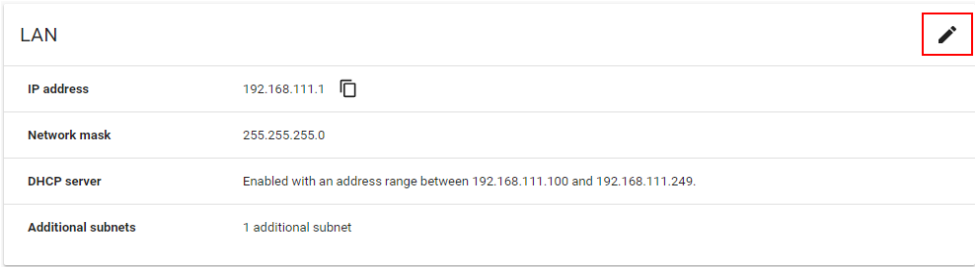 LAN
IP address 192.168.111.1
Network mask 255.255.255.0
DHCP server Enabled with an address range between 192.168.111.100 and 192.168.111.249.
Additional subnets 1 additional subnet